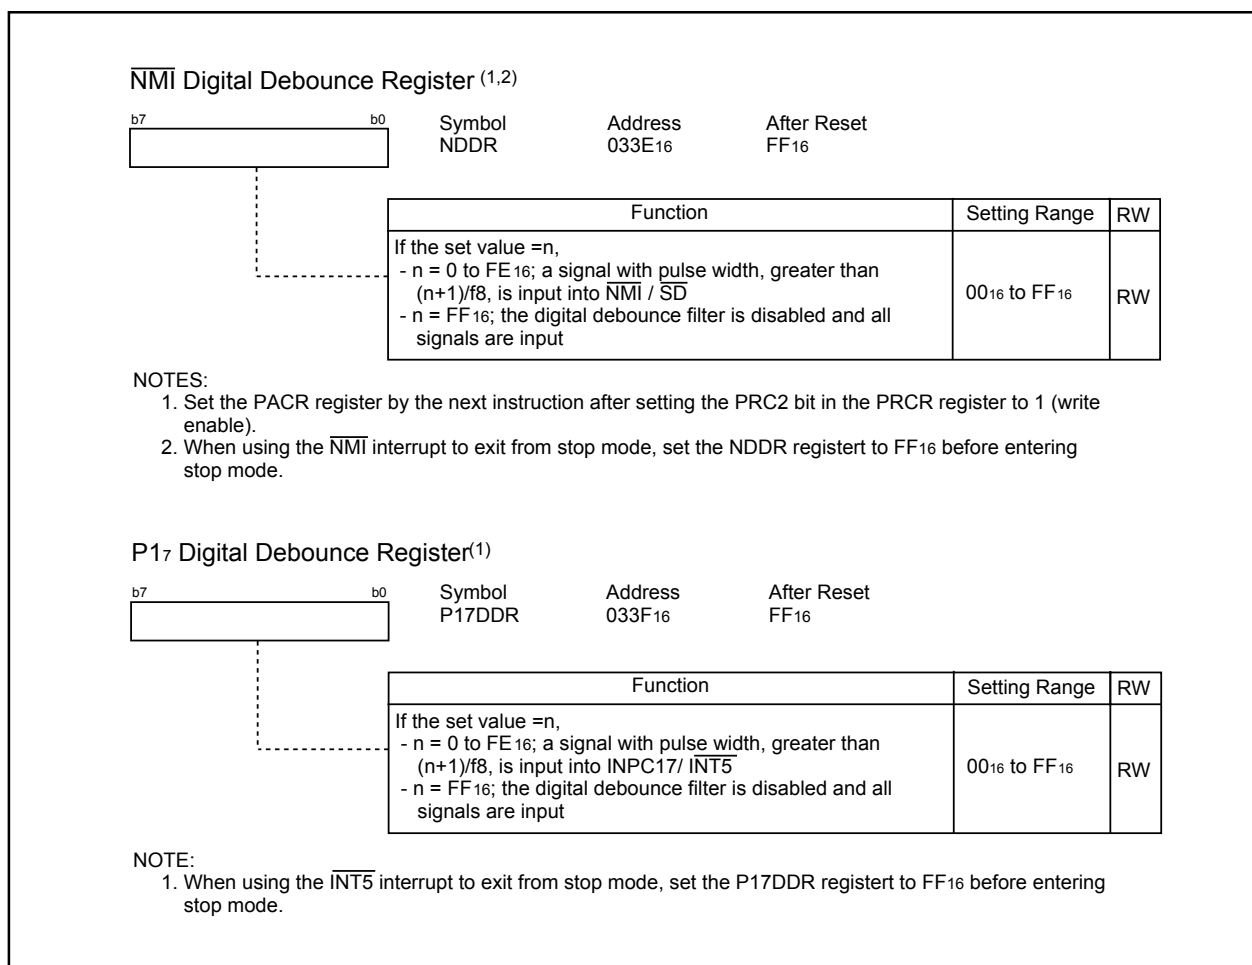 NMI Digital Debounce Register (1,2)
b7 b0 Symbol Address After Reset
NDDR 033E16 FF16
Function Setting Range RW
If the set value =n,
- n = 0 to FE16; a signal with pulse width, greater than
(n+1)/f8, is input into NMI / SD
- n = FF16; the digital debounce filter is disabled and all
signals are input
0016 to FF16 RW
NOTES:
1. Set the PACR register by the next instruction after setting the PRC2 bit in the PRCR register to 1 (write
enable).
2. When using the NMI interrupt to exit from stop mode, set the NDDR registert to FF16 before entering
stop mode.
P17 Digital Debounce Register(1)
b7 b0 Symbol Address After Reset
P17DDR 033F16 FF16
Function Setting Range RW
If the set value =n,
- n = 0 to FE16; a signal with pulse width, greater than
(n+1)/f8, is input into INPC17/ INT5
- n = FF16; the digital debounce filter is disabled and all
signals are input
0016 to FF16 RW
NOTE:
1. When using the INT5 interrupt to exit from stop mode, set the P17DDR registert to FF16 before entering
stop mode.